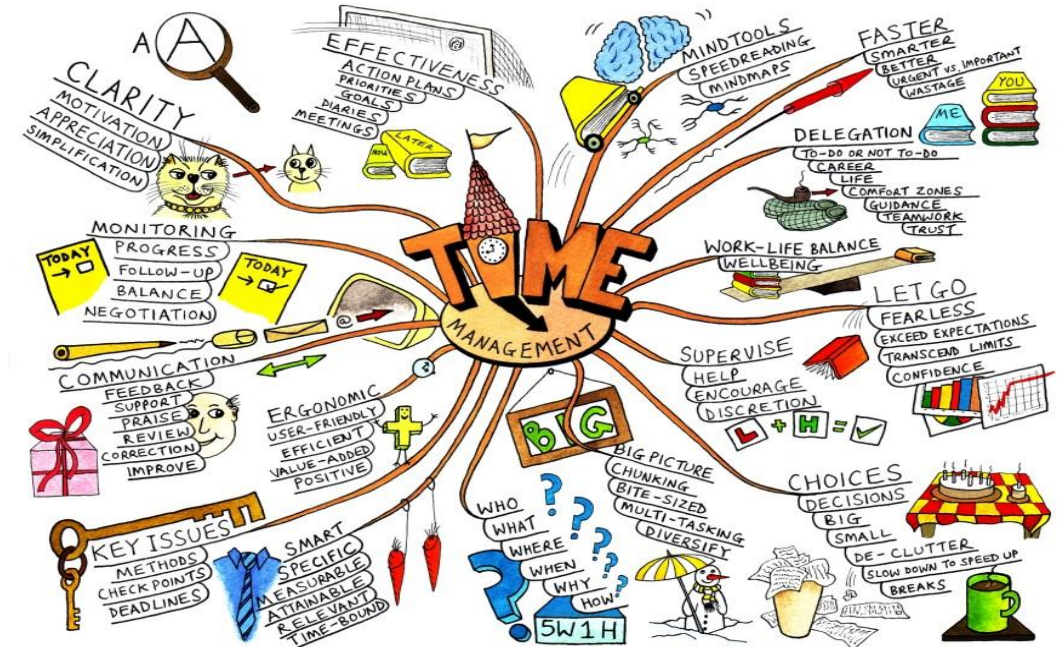 TIME
MANAGEMENT
A
A
CLARITY
MOTIVATION
APPRECIATION
SIMPLIFICATION
EFFECTIVENESS
ACTION PLANS
PRIORITIES
GOALS
DIARIES
MEETINGS
@
LATER
MINDTOOLS
SPEEDREADING
MINDMAPS
FASTER
SMARTER
BETTER
URGENT VS. IMPORTANT
WASTAGE
YOU
ME
DELEGATION
TO-DO OR NOT TO-DO
CAREER
LIFE
COMFORT ZONES
GUIDANCE
TEAMWORK
TRUST
WORK-LIFE BALANCE
WELLBEING
LET GO
FEARLESS
EXCEED EXPECTATIONS
TRANSCEND LIMITS
CONFIDENCE
SUPERVISE
HELP
ENCOURAGE
DISCRETION
L + H = ✓
CHOICES
DECISIONS
BIG
SMALL
DE-CLUTTER
SLOW DOWN TO SPEED UP
BREAKS
BIG
BIG PICTURE
CHUNKING
BITE-SIZED
MULTI-TASKING
DIVERSIFY
WHO
WHAT
WHERE
WHEN
WHY
HOW
? ? ? ? ? ? ?
5W1H
SMART
SPECIFIC
MEASURABLE
ATTAINABLE
RELEVANT
TIME-BOUND
KEY ISSUES
METHODS
CHECKPOINTS
DEADLINES
ERGONOMIC
USER-FRIENDLY
EFFICIENT
VALUE-ADDED
POSITIVE
COMMUNICATION
FEEDBACK
SUPPORT
PRAISE
REVIEW
CORRECTION
IMPROVE
@
MONITORING
PROGRESS
FOLLOW-UP
BALANCE
NEGOTIATION
TODAY
TODAY